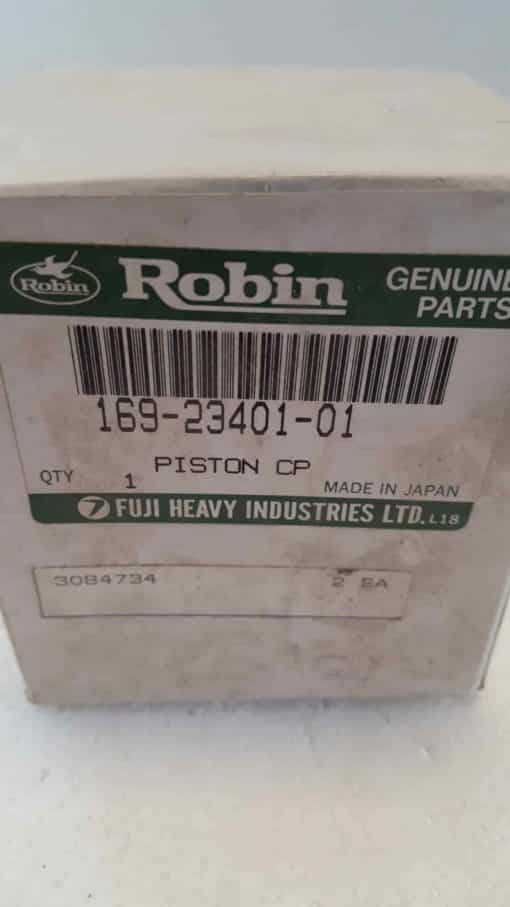 Robin
Robin
GENUINE
PARTS
169-23401-01
PISTON CP
QTY 1
MADE IN JAPAN
FUJI HEAVY INDUSTRIES LTD. L18
3084734 2 EA